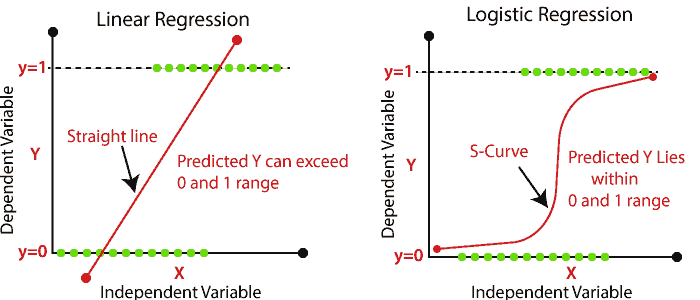 Linear Regression
y=1
Dependent Variable
Y
Straight line
Predicted Y can exceed
0 and 1 range
y=0
X
Independent Variable
Logistic Regression
y=1
Dependent Variable
Y
S-Curve
Predicted Y Lies
within
0 and 1 range
y=0
X
Independent Variable